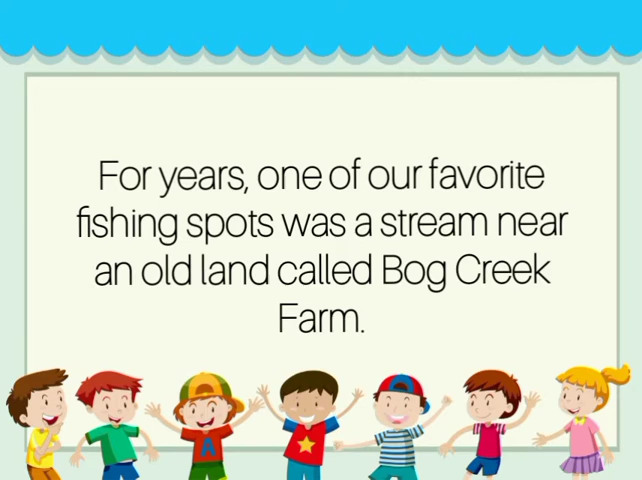 For years, one of our favorite
fishing spots was a stream near
an old land called Bog Creek
Farm.
A